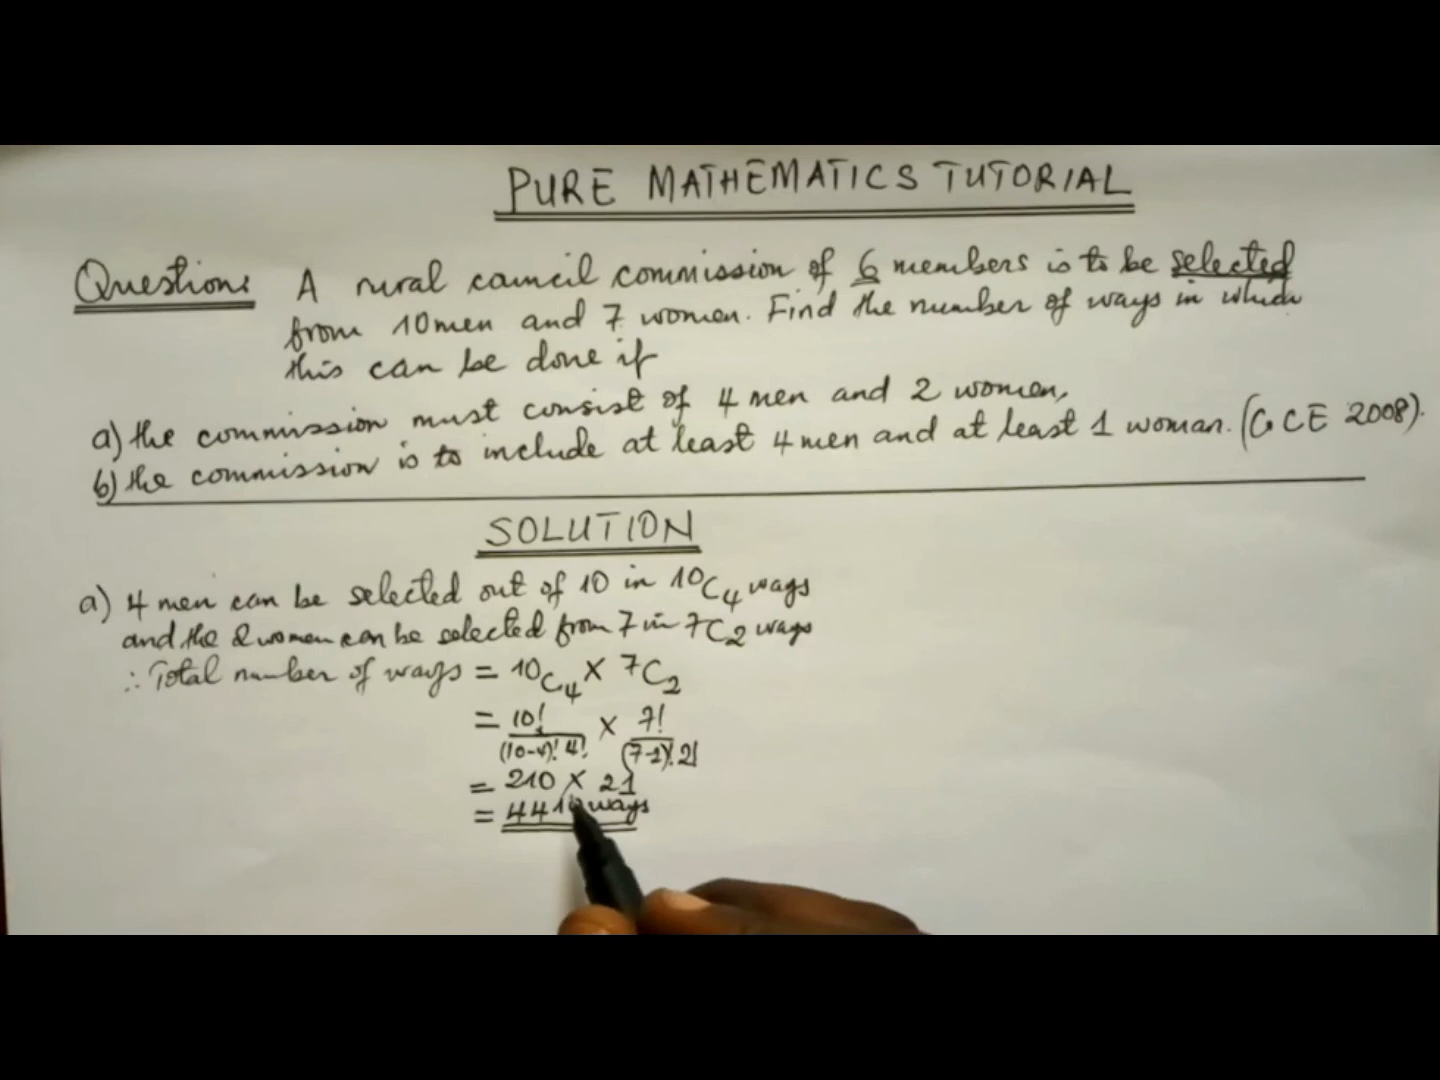 PURE MATHEMATICS TUTORIAL
Question: A rural council commission of 6 members is to be selected
from 10 men and 7 women. Find the number of ways in which
this can be done if
a) the commission must consist of 4 men and 2 women,
b) the commission is to include at least 4 men and at least 1 woman. (GCE 2008).
SOLUTION
a) 4 men can be selected out of 10 in 10C4 ways
and the 2 women can be selected from 7 in 7C2 ways
∴ Total number of ways = 10C4 × 7C2
= 10!/(10-4)! 4! × 7!/(7-2)! 2!
= 210 × 21
= 4410 ways